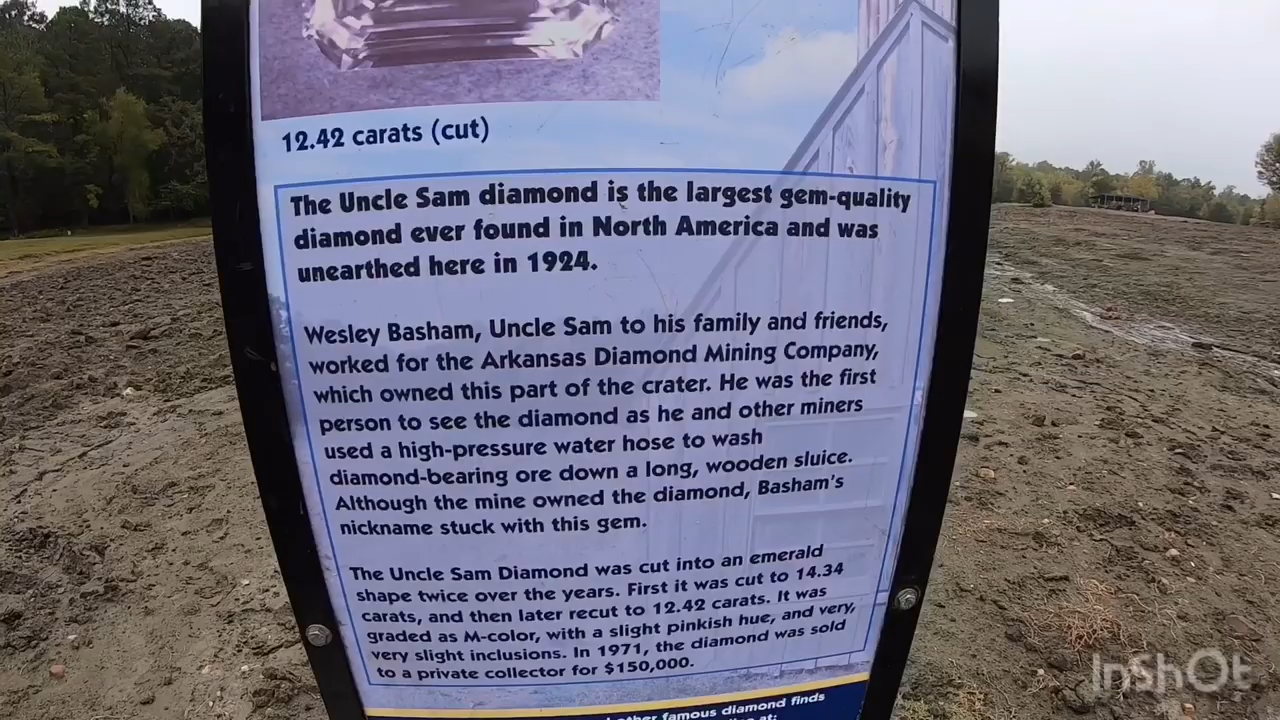 12.42 carats (cut)
The Uncle Sam diamond is the largest gem-quality
diamond ever found in North America and was
unearthed here in 1924.
Wesley Basham, Uncle Sam to his family and friends,
worked for the Arkansas Diamond Mining Company,
which owned this part of the crater. He was the first
person to see the diamond as he and other miners
used a high-pressure water hose to wash
diamond-bearing ore down a long, wooden sluice.
Although the mine owned the diamond, Basham's
nickname stuck with this gem.
The Uncle Sam Diamond was cut into an emerald
shape twice over the years. First it was cut to 14.34
carats, and then later recut to 12.42 carats. It was
graded as M-color, with a slight pinkish hue, and very,
very slight inclusions. In 1971, the diamond was sold
to a private collector for $150,000.
other famous diamond finds
at:
InShOt